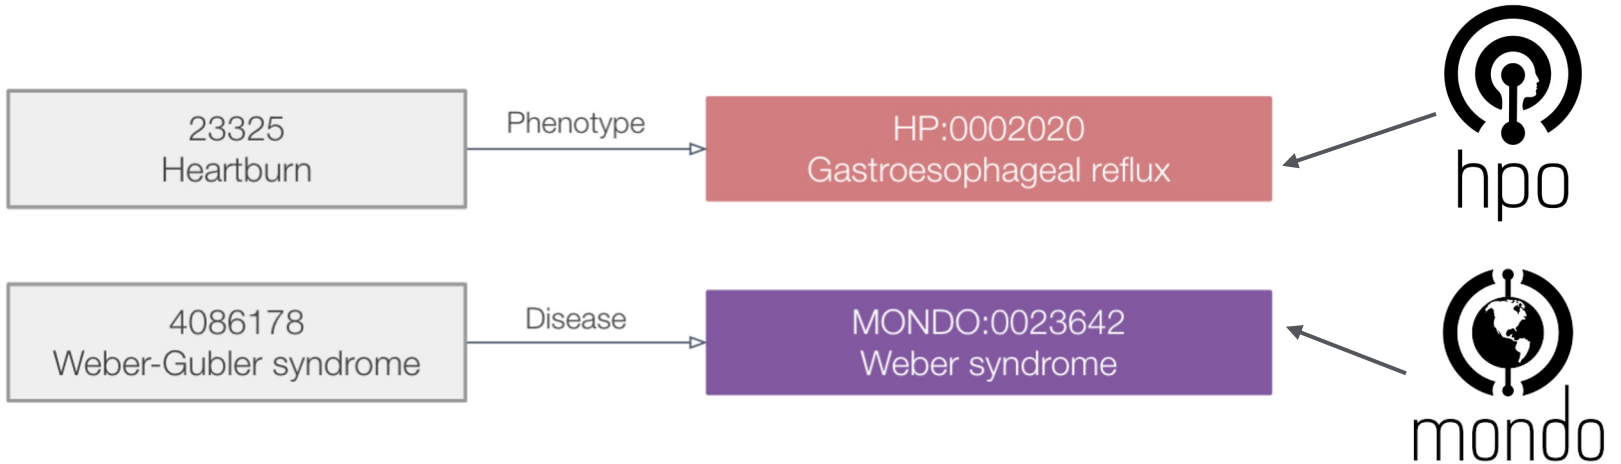 23325
Heartburn
Phenotype
HP:0002020
Gastroesophageal reflux
hpo
4086178
Weber-Gubler syndrome
Disease
MONDO:0023642
Weber syndrome
mondo